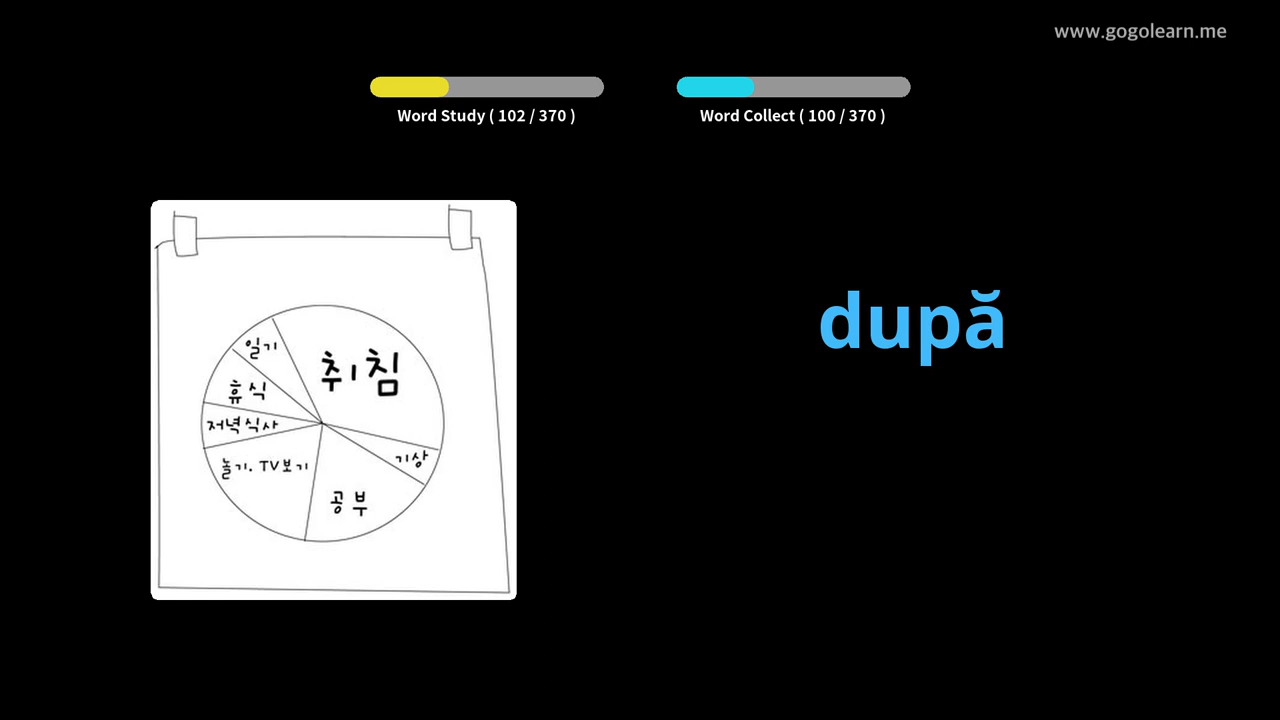 www.gogolearn.me
Word Study ( 102 / 370 )
Word Collect ( 100 / 370 )
일기
취침
휴식
저녁식사
놀기. TV보기
기상
공부
după